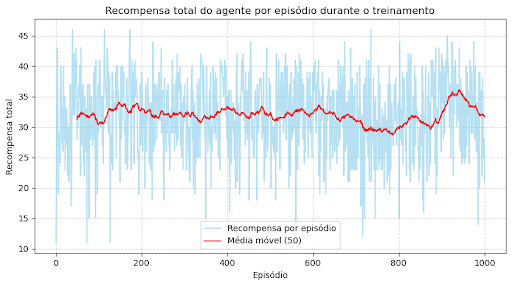 Recompensa total do agente por episódio durante o treinamento
Recompensa total
45
40
35
30
25
20
15
10
Recompensa por episódio
Média móvel (50)
0
200
400
600
800
1000
Episódio